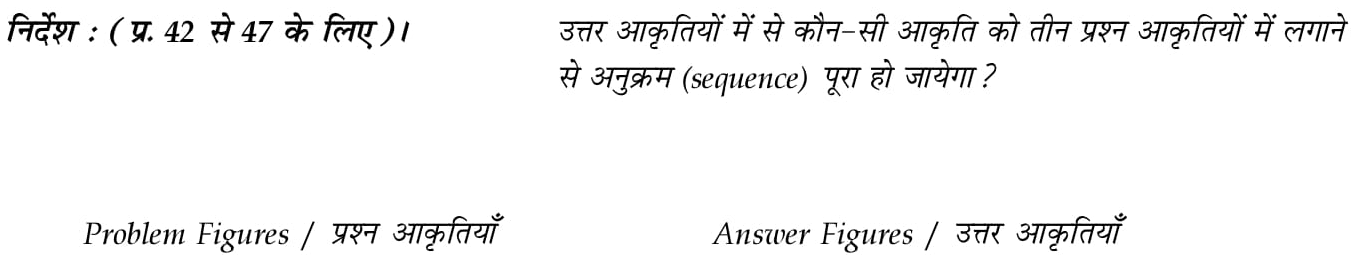 निर्देश : ( प्र. 42 से 47 के लिए )। उत्तर आकृतियों में से कौन-सी आकृति को तीन प्रश्न आकृतियों में लगाने
से अनुक्रम (sequence) पूरा हो जायेगा ?
Problem Figures / प्रश्न आकृतियाँ Answer Figures / उत्तर आकृतियाँ